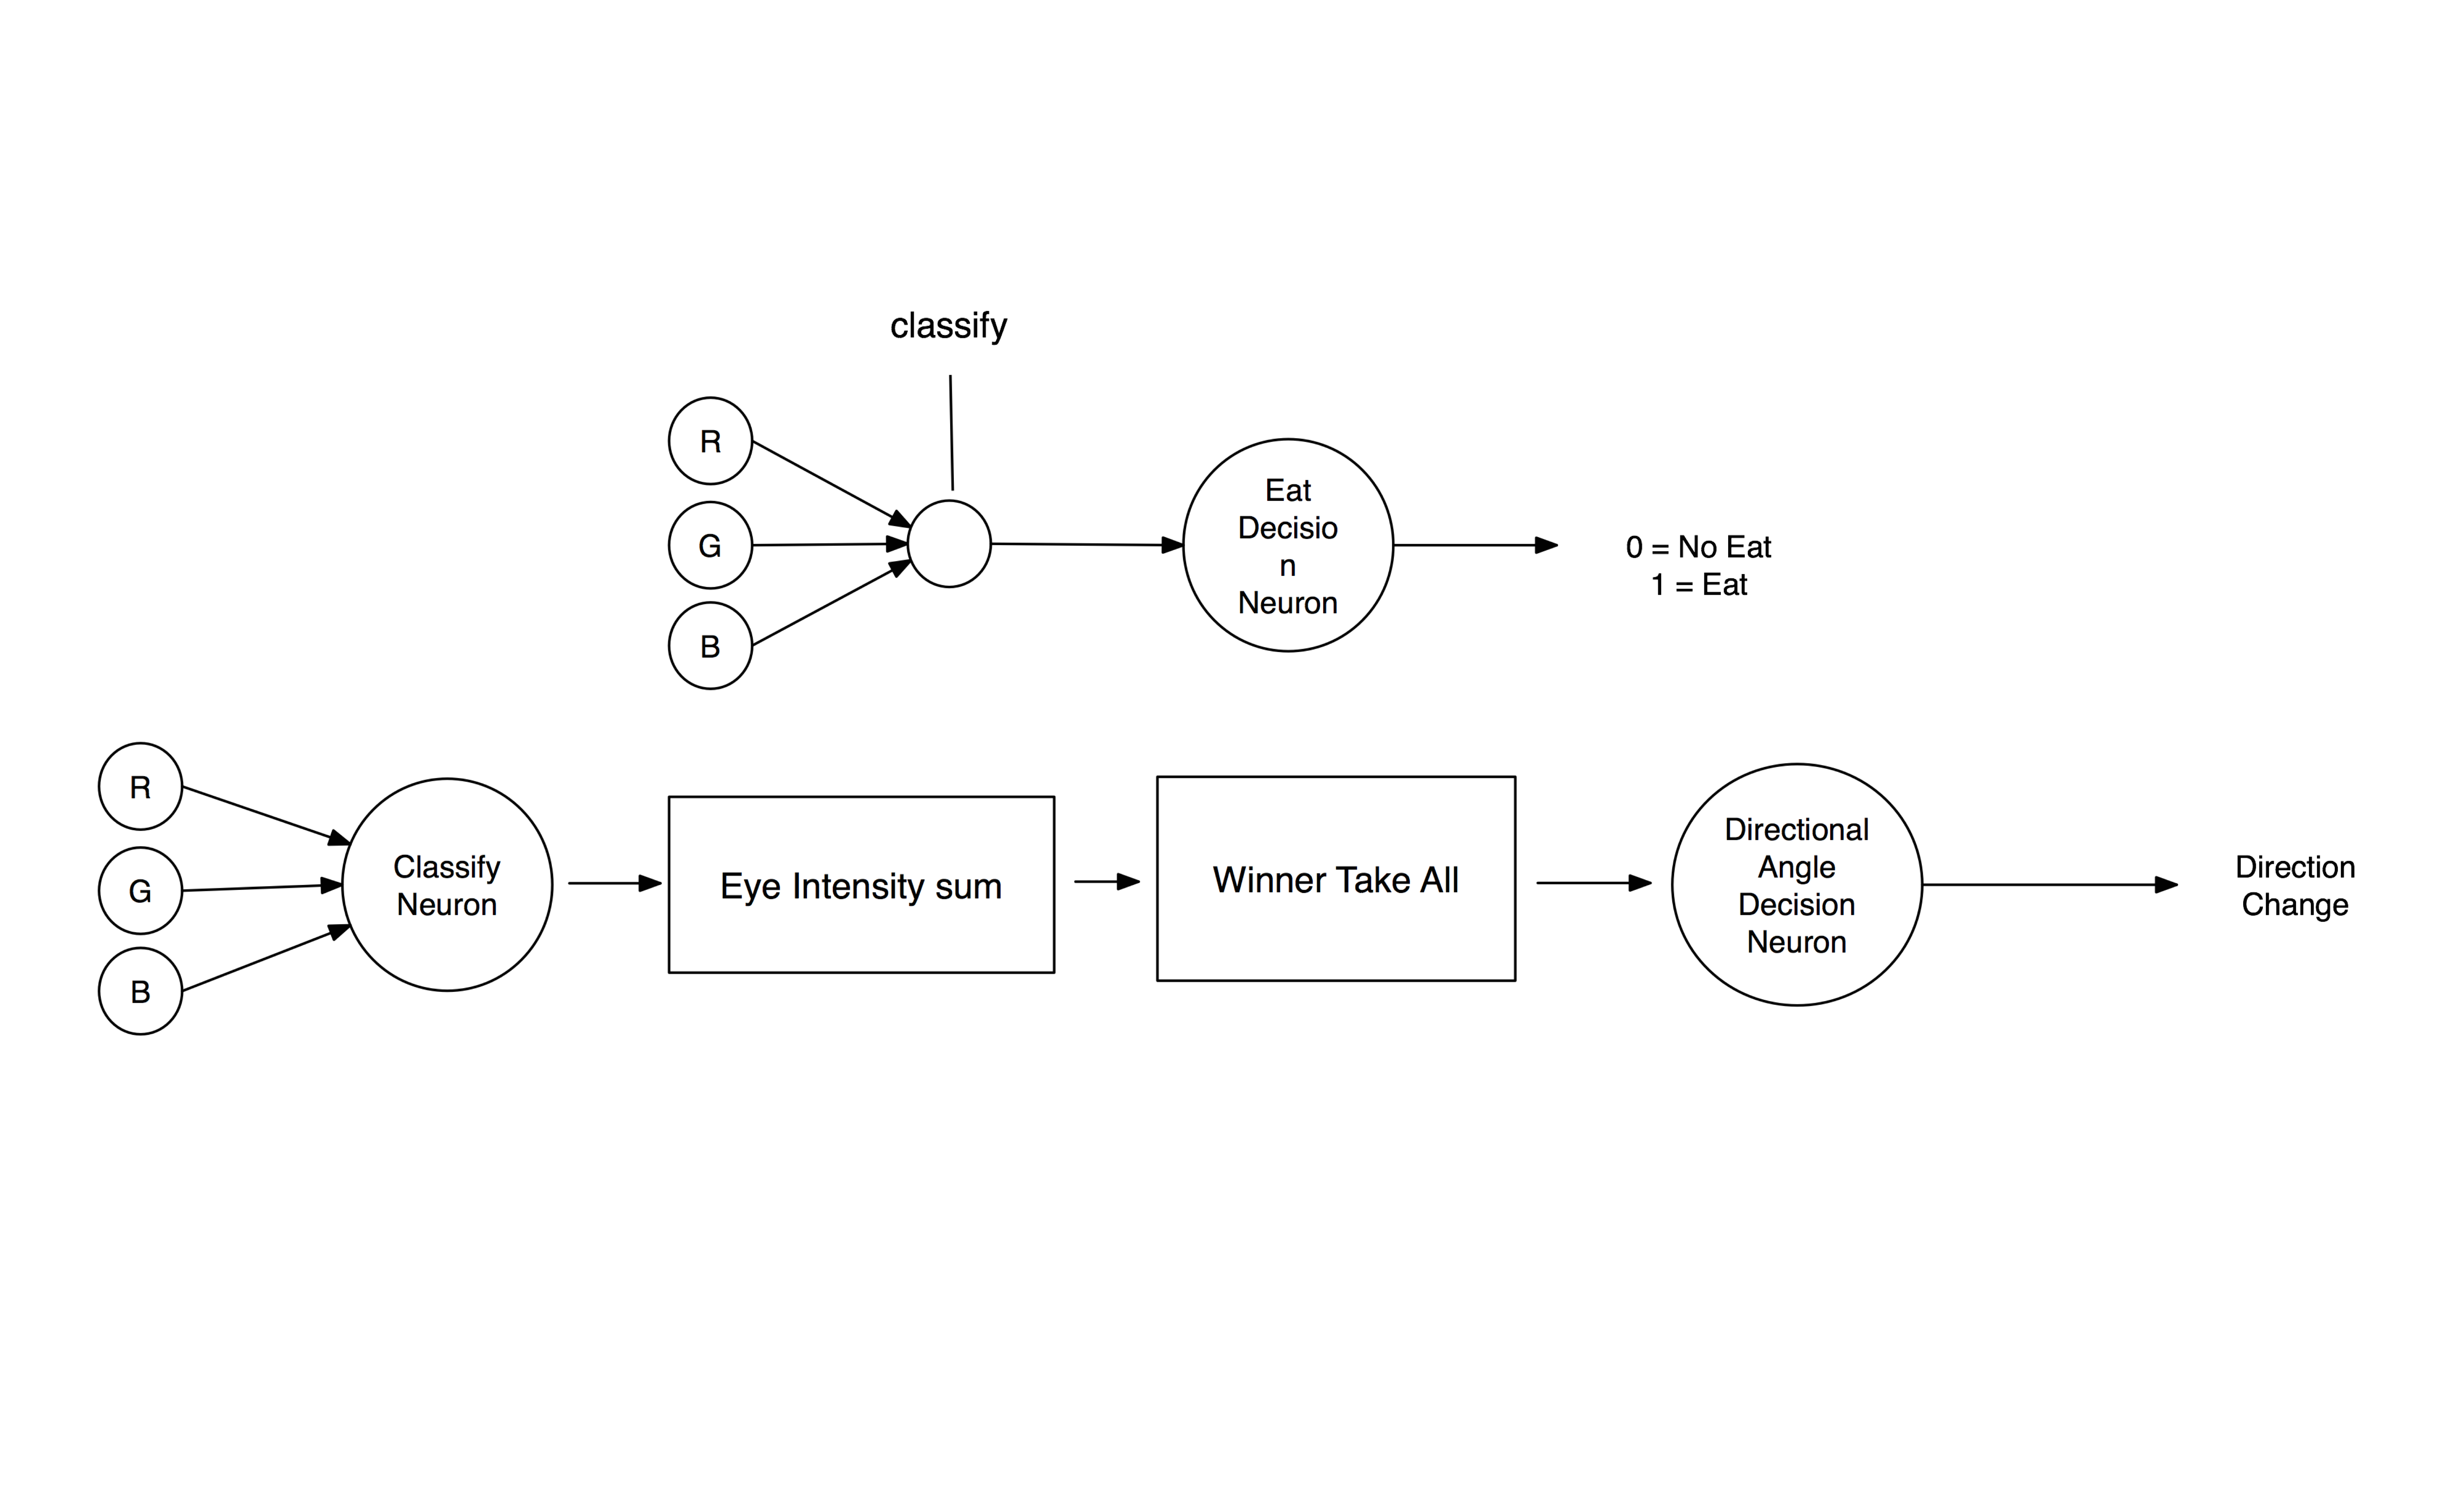 classify
R
G
B
Eat
Decisio
n
Neuron
0 = No Eat
1 = Eat
R
G
B
Classify
Neuron
Eye Intensity sum
Winner Take All
Directional
Angle
Decision
Neuron
Direction
Change